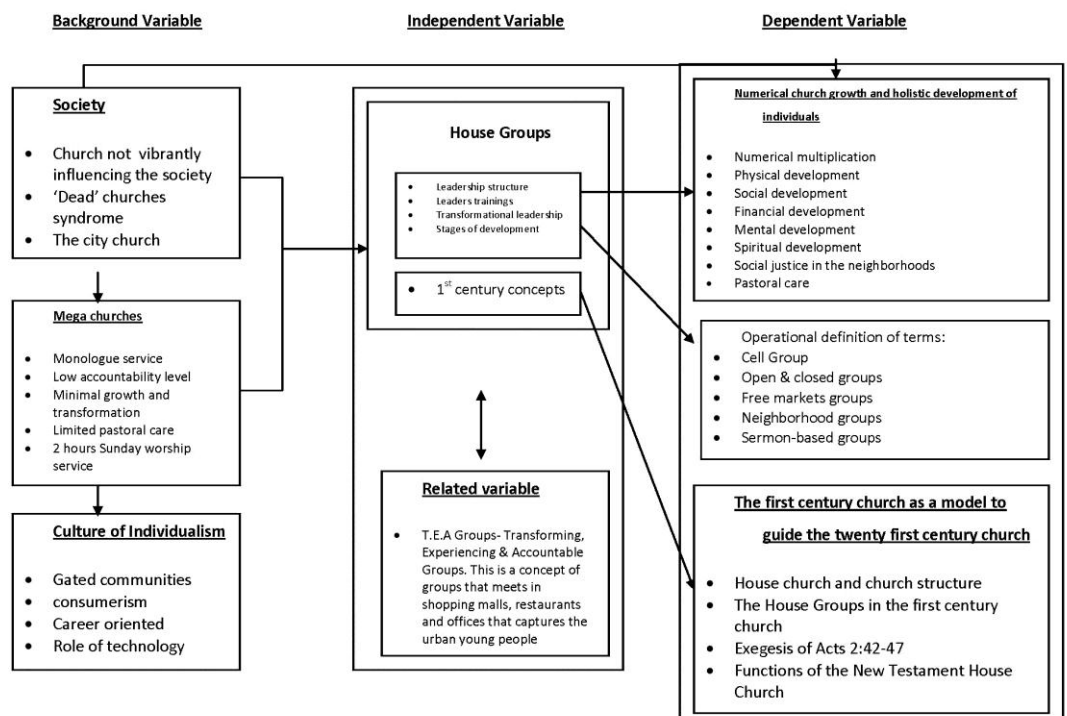 Background Variable
Independent Variable
Dependent Variable
Society
• Church not vibrantly
influencing the society
• ‘Dead’ churches
syndrome
• The city church
Mega churches
• Monologue service
• Low accountability level
• Minimal growth and
transformation
• Limited pastoral care
• 2 hours Sunday worship
service
Culture of Individualism
• Gated communities
• consumerism
• Career oriented
• Role of technology
House Groups
• Leadership structure
• Leaders trainings
• Transformational leadership
• Stages of development
• 1st century concepts
Related variable
• T.E.A Groups- Transforming,
Experiencing & Accountable
Groups. This is a concept of
groups that meets in
shopping malls, restaurants
and offices that captures the
urban young people
Numerical church growth and holistic development of
individuals
• Numerical multiplication
• Physical development
• Social development
• Financial development
• Mental development
• Spiritual development
• Social justice in the neighborhoods
• Pastoral care
Operational definition of terms:
• Cell Group
• Open & closed groups
• Free markets groups
• Neighborhood groups
• Sermon-based groups
The first century church as a model to
guide the twenty first century church
• House church and church structure
• The House Groups in the first century
church
• Exegesis of Acts 2:42-47
• Functions of the New Testament House
Church